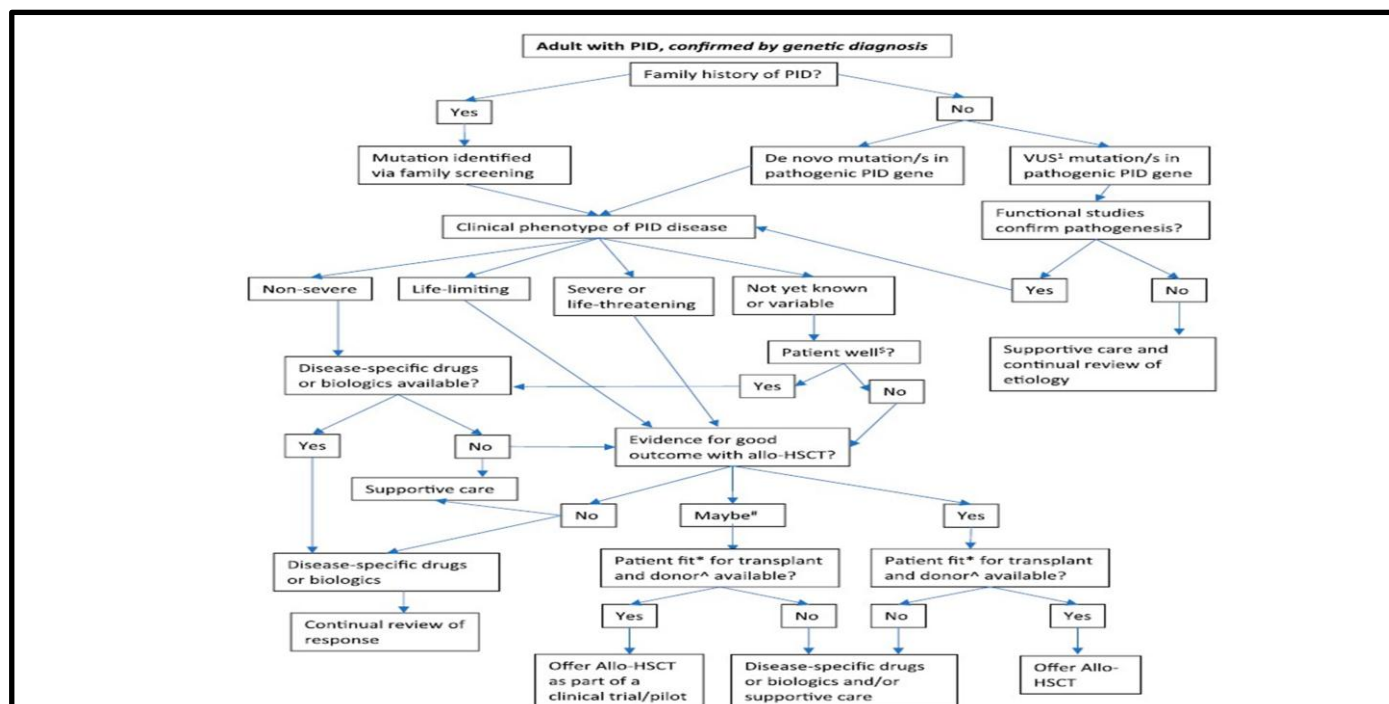 Adult with PID, confirmed by genetic diagnosis
Family history of PID?
Yes
No
Mutation identified
via family screening
De novo mutation/s in
pathogenic PID gene
VUS¹ mutation/s in
pathogenic PID gene
Clinical phenotype of PID disease
Functional studies
confirm pathogenesis?
Non-severe
Life-limiting
Severe or
life-threatening
Not yet known
or variable
Yes
No
Disease-specific drugs
or biologics available?
Patient well$?
Supportive care and
continual review of
etiology
Yes
No
Yes
No
Evidence for good
outcome with allo-HSCT?
Supportive care
No
Maybe#
Yes
Disease-specific drugs
or biologics
Patient fit* for transplant
and donor^ available?
Patient fit* for transplant
and donor^ available?
Continual review of
response
Yes
No
No
Yes
Offer Allo-HSCT
as part of a
clinical trial/pilot
Disease-specific drugs
or biologics and/or
supportive care
Offer Allo-
HSCT